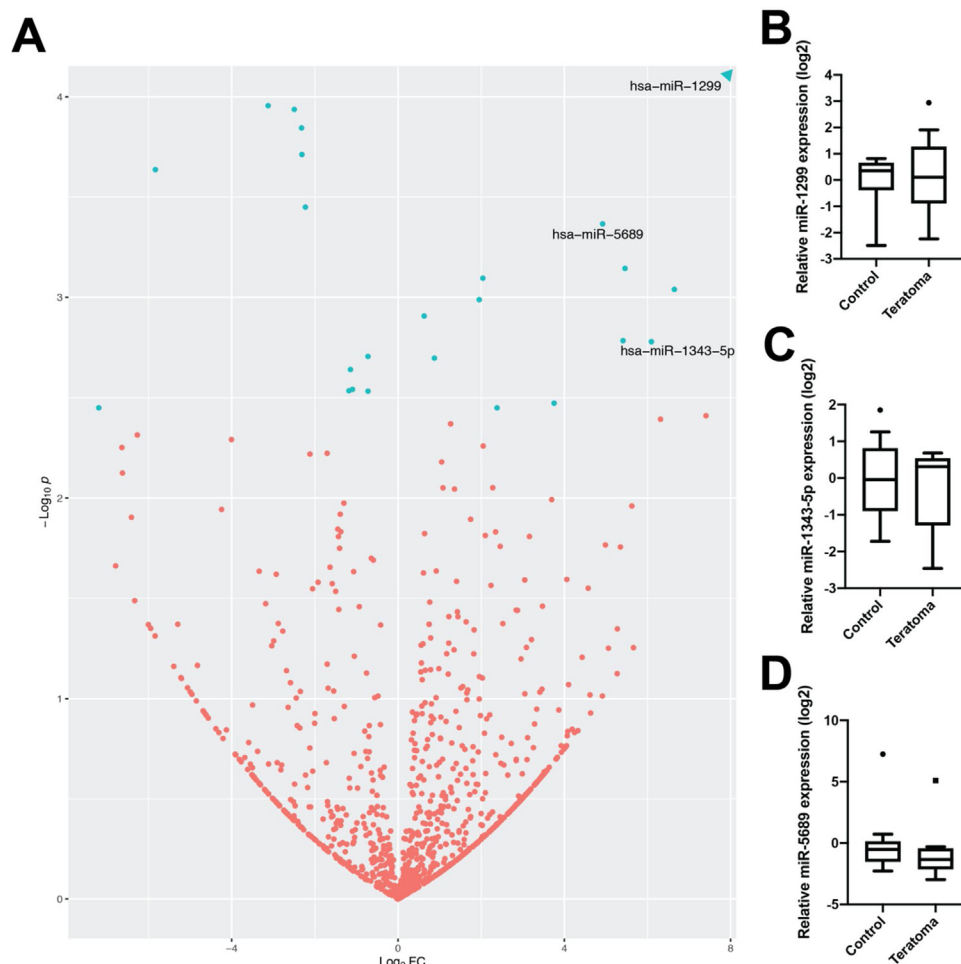 A
hsa-miR-1299
hsa-miR-5689
hsa-miR-1343-5p
4
3
2
1
0
−Log10 p
−4
0
4
8
Log2 FC
B
Relative miR-1299 expression (log2)
4
3
2
1
0
-1
-2
-3
Control
Teratoma
C
Relative miR-1343-5p expression (log2)
2
1
0
-1
-2
-3
Control
Teratoma
D
Relative miR-5689 expression (log2)
10
5
0
-5
Control
Teratoma